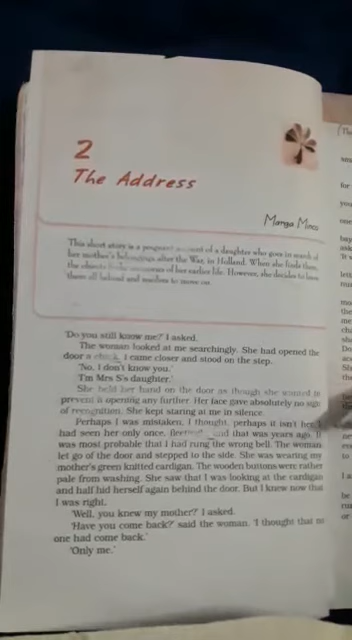 2
The Address
Marga Minco
This short story is a poignant account of a daughter who goes in search of
her mother's belongings after the War, in Holland. When she finds them,
the objects memories of her earlier life. However, she decides to leave
them all behind and resolves to move on.
'Do you still know me?' I asked.
The woman looked at me searchingly. She had opened the
door a chink. I came closer and stood on the step.
'No, I don't know you.'
'I'm Mrs S's daughter.'
She held her hand on the door as though she wanted to
prevent it opening any further. Her face gave absolutely no sign
of recognition. She kept staring at me in silence.
Perhaps I was mistaken, I thought, perhaps it isn't her. I
had seen her only once, fleetingly, and that was years ago. It
was most probable that I had rung the wrong bell. The woman
let go of the door and stepped to the side. She was wearing my
mother's green knitted cardigan. The wooden buttons were rather
pale from washing. She saw that I was looking at the cardigan
and half hid herself again behind the door. But I knew now that
I was right.
'Well, you knew my mother?' I asked.
'Have you come back?' said the woman. 'I thought that no
one had come back.'
'Only me.'